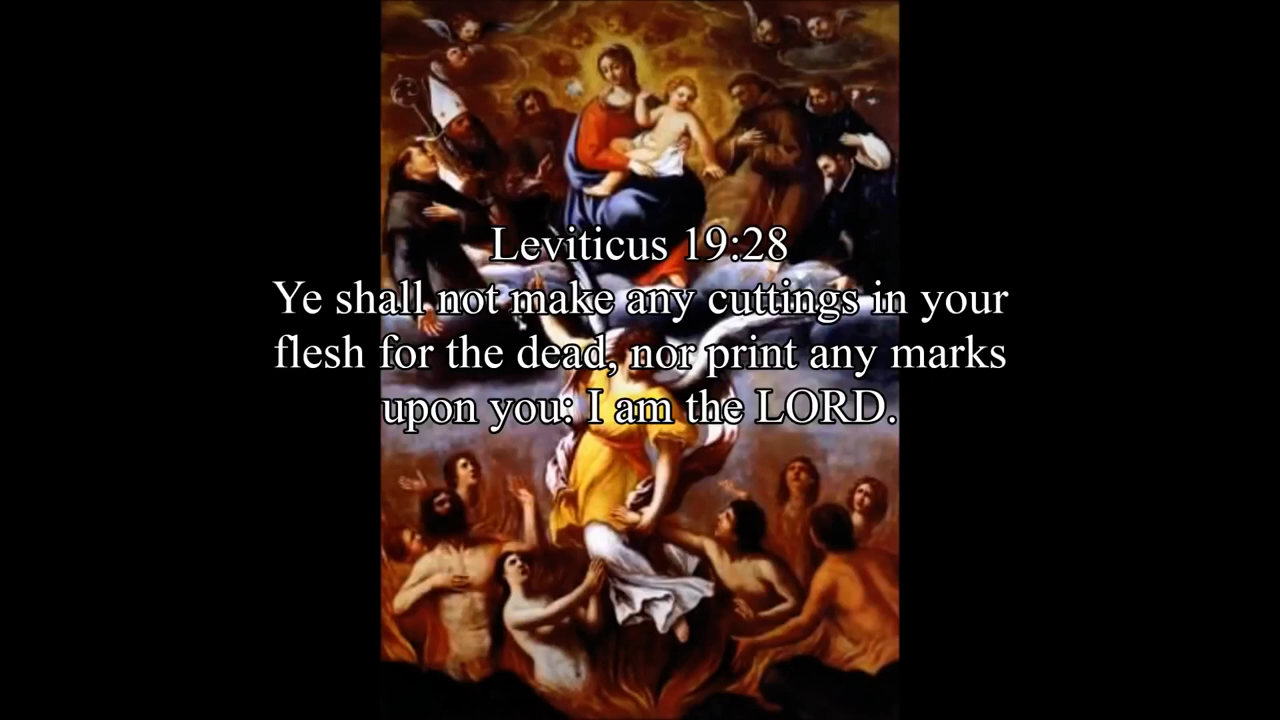 Leviticus 19:28
Ye shall not make any cuttings in your
flesh for the dead, nor print any marks
upon you: I am the LORD.